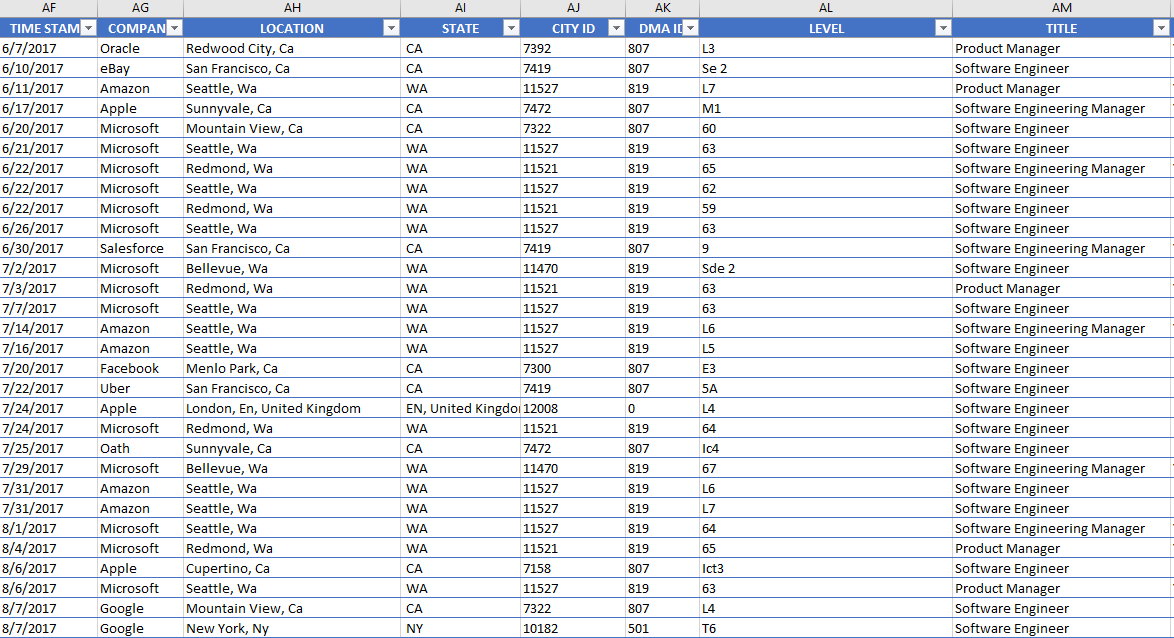 AF AG AH AI AJ AK AL AM
TIME STAM COMPAN LOCATION STATE CITY ID DMA ID LEVEL TITLE
6/7/2017 Oracle Redwood City, Ca CA 7392 807 L3 Product Manager
6/10/2017 eBay San Francisco, Ca CA 7419 807 Se 2 Software Engineer
6/11/2017 Amazon Seattle, Wa WA 11527 819 L7 Product Manager
6/17/2017 Apple Sunnyvale, Ca CA 7472 807 M1 Software Engineering Manager
6/20/2017 Microsoft Mountain View, Ca CA 7322 807 60 Software Engineer
6/21/2017 Microsoft Seattle, Wa WA 11527 819 63 Software Engineer
6/22/2017 Microsoft Redmond, Wa WA 11521 819 65 Software Engineering Manager
6/22/2017 Microsoft Seattle, Wa WA 11527 819 62 Software Engineer
6/22/2017 Microsoft Redmond, Wa WA 11521 819 59 Software Engineer
6/26/2017 Microsoft Seattle, Wa WA 11527 819 63 Software Engineer
6/30/2017 Salesforce San Francisco, Ca CA 7419 807 9 Software Engineering Manager
7/2/2017 Microsoft Bellevue, Wa WA 11470 819 Sde 2 Software Engineer
7/3/2017 Microsoft Redmond, Wa WA 11521 819 63 Product Manager
7/7/2017 Microsoft Seattle, Wa WA 11527 819 63 Software Engineer
7/14/2017 Amazon Seattle, Wa WA 11527 819 L6 Software Engineering Manager
7/16/2017 Amazon Seattle, Wa WA 11527 819 L5 Software Engineer
7/20/2017 Facebook Menlo Park, Ca CA 7300 807 E3 Software Engineer
7/22/2017 Uber San Francisco, Ca CA 7419 807 5A Software Engineer
7/24/2017 Apple London, En, United Kingdom EN, United Kingdo 12008 0 L4 Software Engineer
7/24/2017 Microsoft Redmond, Wa WA 11521 819 64 Software Engineer
7/25/2017 Oath Sunnyvale, Ca CA 7472 807 Ic4 Software Engineer
7/29/2017 Microsoft Bellevue, Wa WA 11470 819 67 Software Engineering Manager
7/31/2017 Amazon Seattle, Wa WA 11527 819 L6 Software Engineer
7/31/2017 Amazon Seattle, Wa WA 11527 819 L7 Software Engineer
8/1/2017 Microsoft Seattle, Wa WA 11527 819 64 Software Engineering Manager
8/4/2017 Microsoft Redmond, Wa WA 11521 819 65 Product Manager
8/6/2017 Apple Cupertino, Ca CA 7158 807 Ict3 Software Engineer
8/6/2017 Microsoft Seattle, Wa WA 11527 819 63 Product Manager
8/7/2017 Google Mountain View, Ca CA 7322 807 L4 Software Engineer
8/7/2017 Google New York, Ny NY 10182 501 T6 Software Engineer